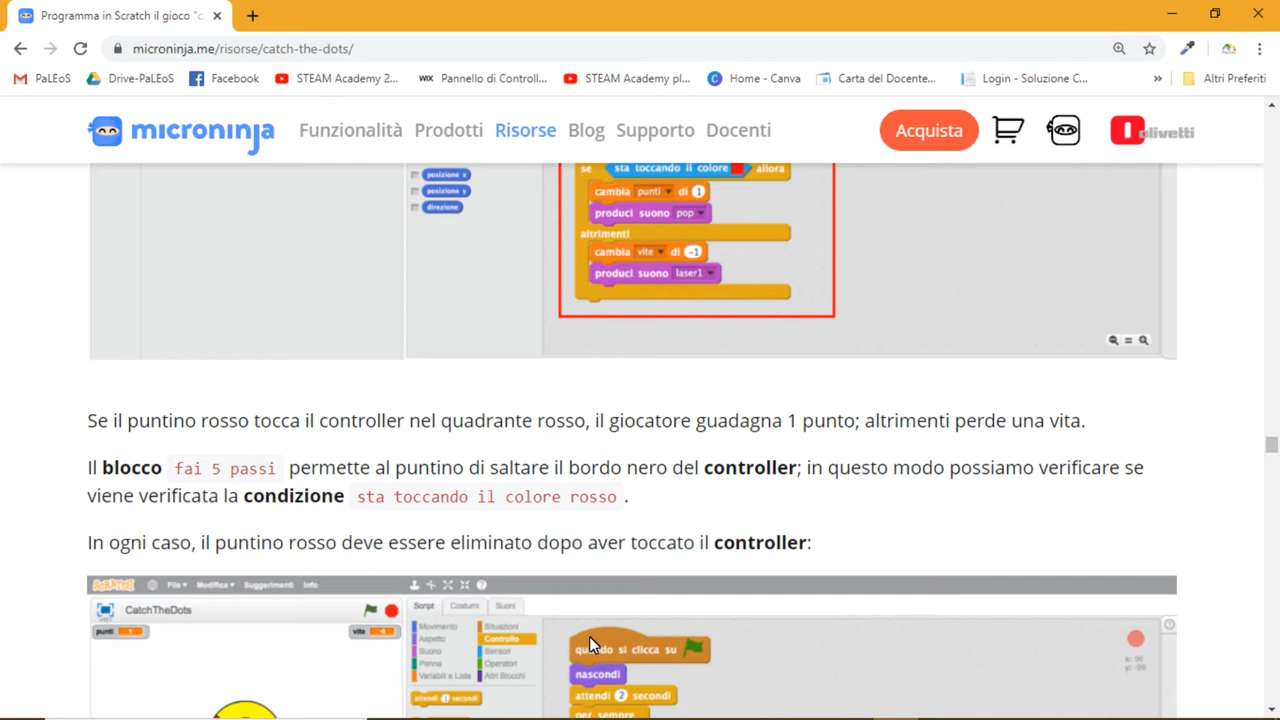 Programma in Scratch il gioco "c
microninja.me/risorse/catch-the-dots/
PaLEoS
Drive-PaLEoS
Facebook
STEAM Academy 2...
WIX Pannello di Controll...
STEAM Academy pl...
Home - Canva
Carta del Docente...
Login - Soluzione C...
»
Altri Preferiti
microninja
Funzionalità
Prodotti
Risorse
Blog
Supporto
Docenti
Acquista
olivetti
posizione x
posizione y
direzione
se sta toccando il colore allora
cambia punti di 1
produci suono pop
altrimenti
cambia vite di -1
produci suono laser1
Se il puntino rosso tocca il controller nel quadrante rosso, il giocatore guadagna 1 punto; altrimenti perde una vita.
Il blocco fai 5 passi permette al puntino di saltare il bordo nero del controller; in questo modo possiamo verificare se
viene verificata la condizione sta toccando il colore rosso .
In ogni caso, il puntino rosso deve essere eliminato dopo aver toccato il controller:
SCRATCH
File
Modifica
Suggerimenti
Info
CatchTheDots
punti 1
Script
Costumi
Suoni
vite
Movimento
Situazioni
Aspetto
Controllo
Suono
Sensori
Penna
Operatori
Variabili e Liste
Altri Blocchi
attendi 1 secondi
quando si clicca su
nascondi
attendi 2 secondi
per sempre